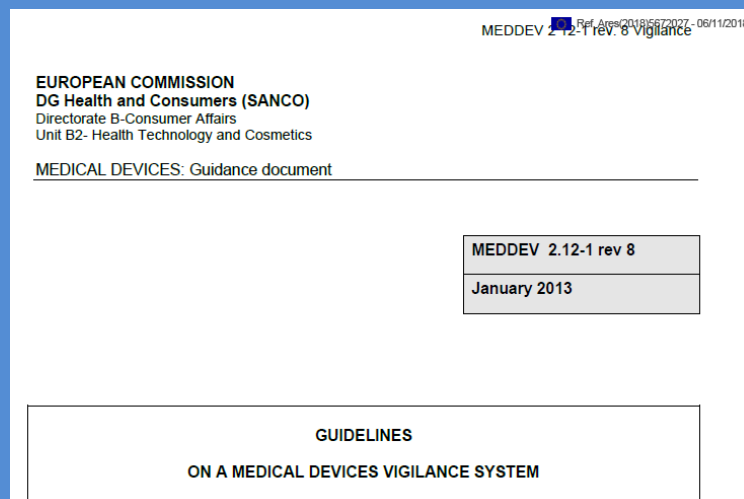 MEDDEV 2-12-1 rev. 8 Vigilance
Ref. Ares(2018)5672027 - 06/11/2018
EUROPEAN COMMISSION
DG Health and Consumers (SANCO)
Directorate B-Consumer Affairs
Unit B2- Health Technology and Cosmetics
MEDICAL DEVICES: Guidance document
MEDDEV 2.12-1 rev 8
January 2013
GUIDELINES
ON A MEDICAL DEVICES VIGILANCE SYSTEM